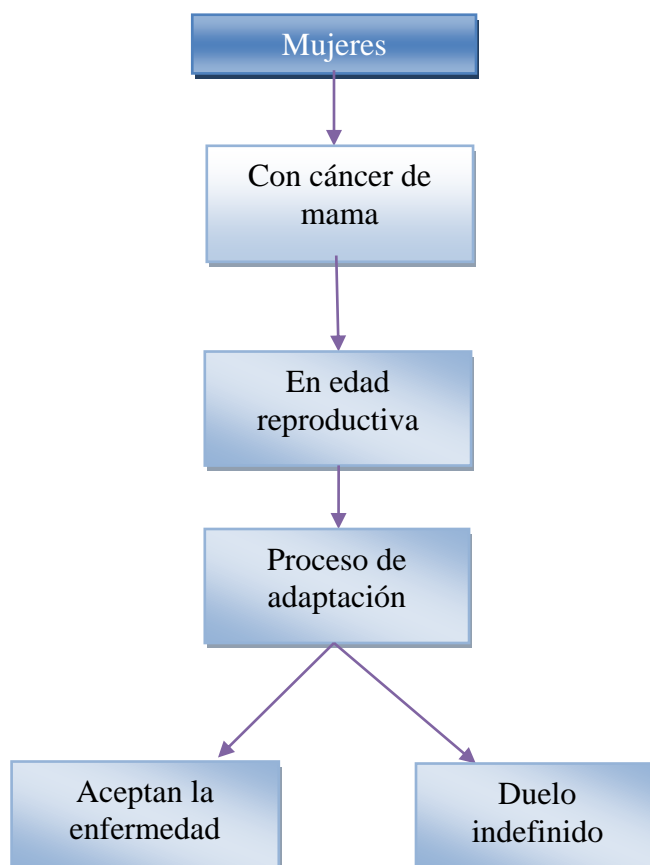 Mujeres
Con cáncer de
mama
En edad
reproductiva
Proceso de
adaptación
Aceptan la
enfermedad
Duelo
indefinido